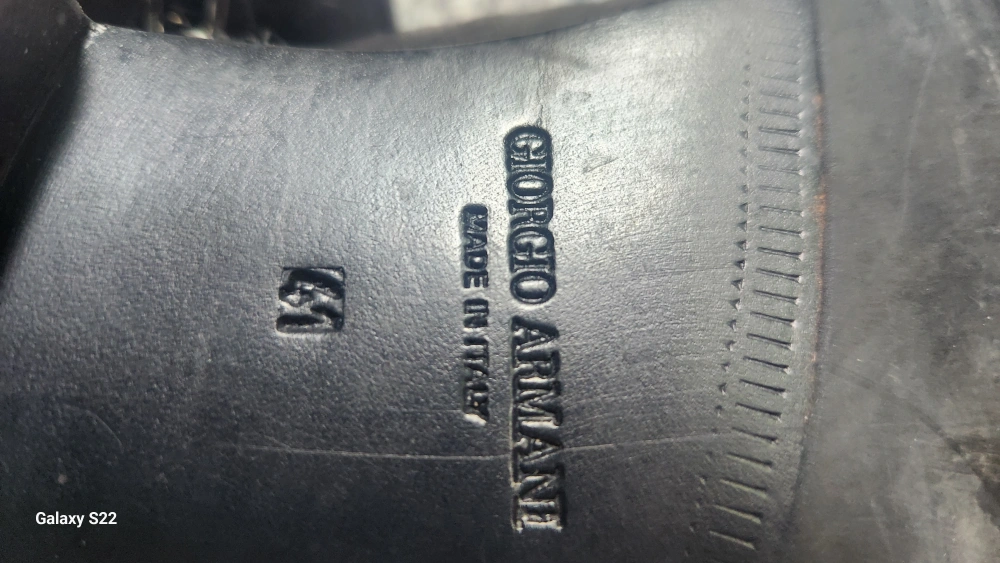 GIORGIO ARMANI
MADE IN ITALY
41
Galaxy S22